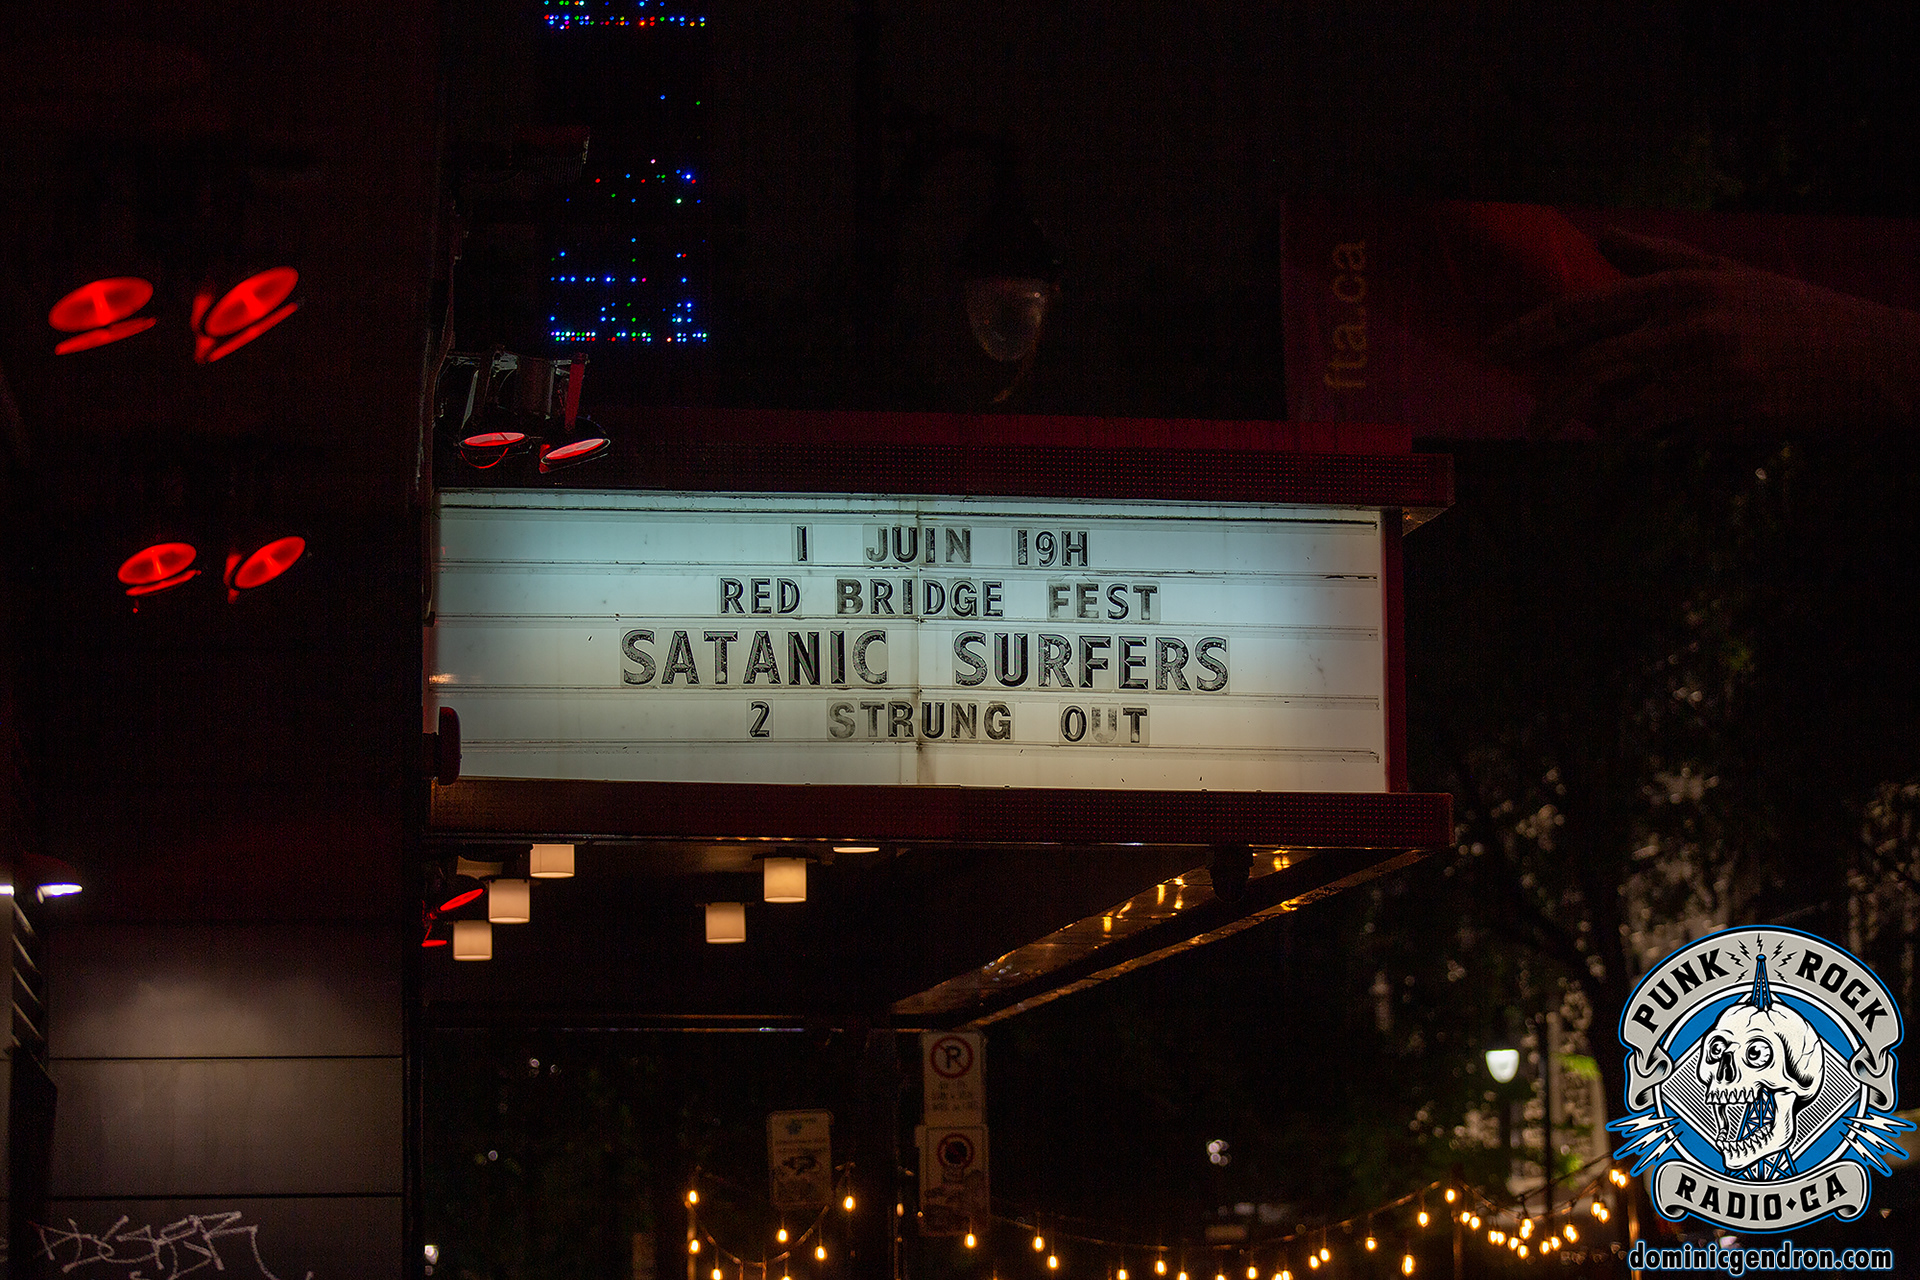 fta.ca
1 JUIN 19H
RED BRIDGE FEST
SATANIC SURFERS
2 STRUNG OUT
P
PUNK ROCK
RADIO·CA
dominicgendron.com